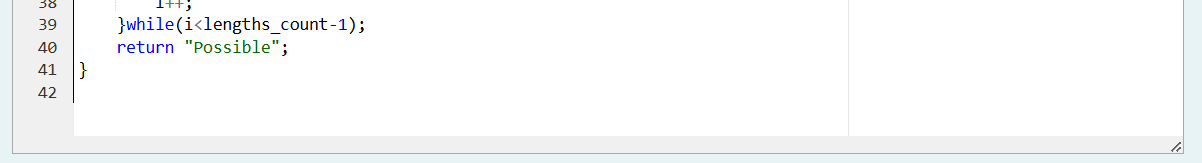 38 i++;
39 }while(i<lengths_count-1);
40 return "Possible";
41 }
42